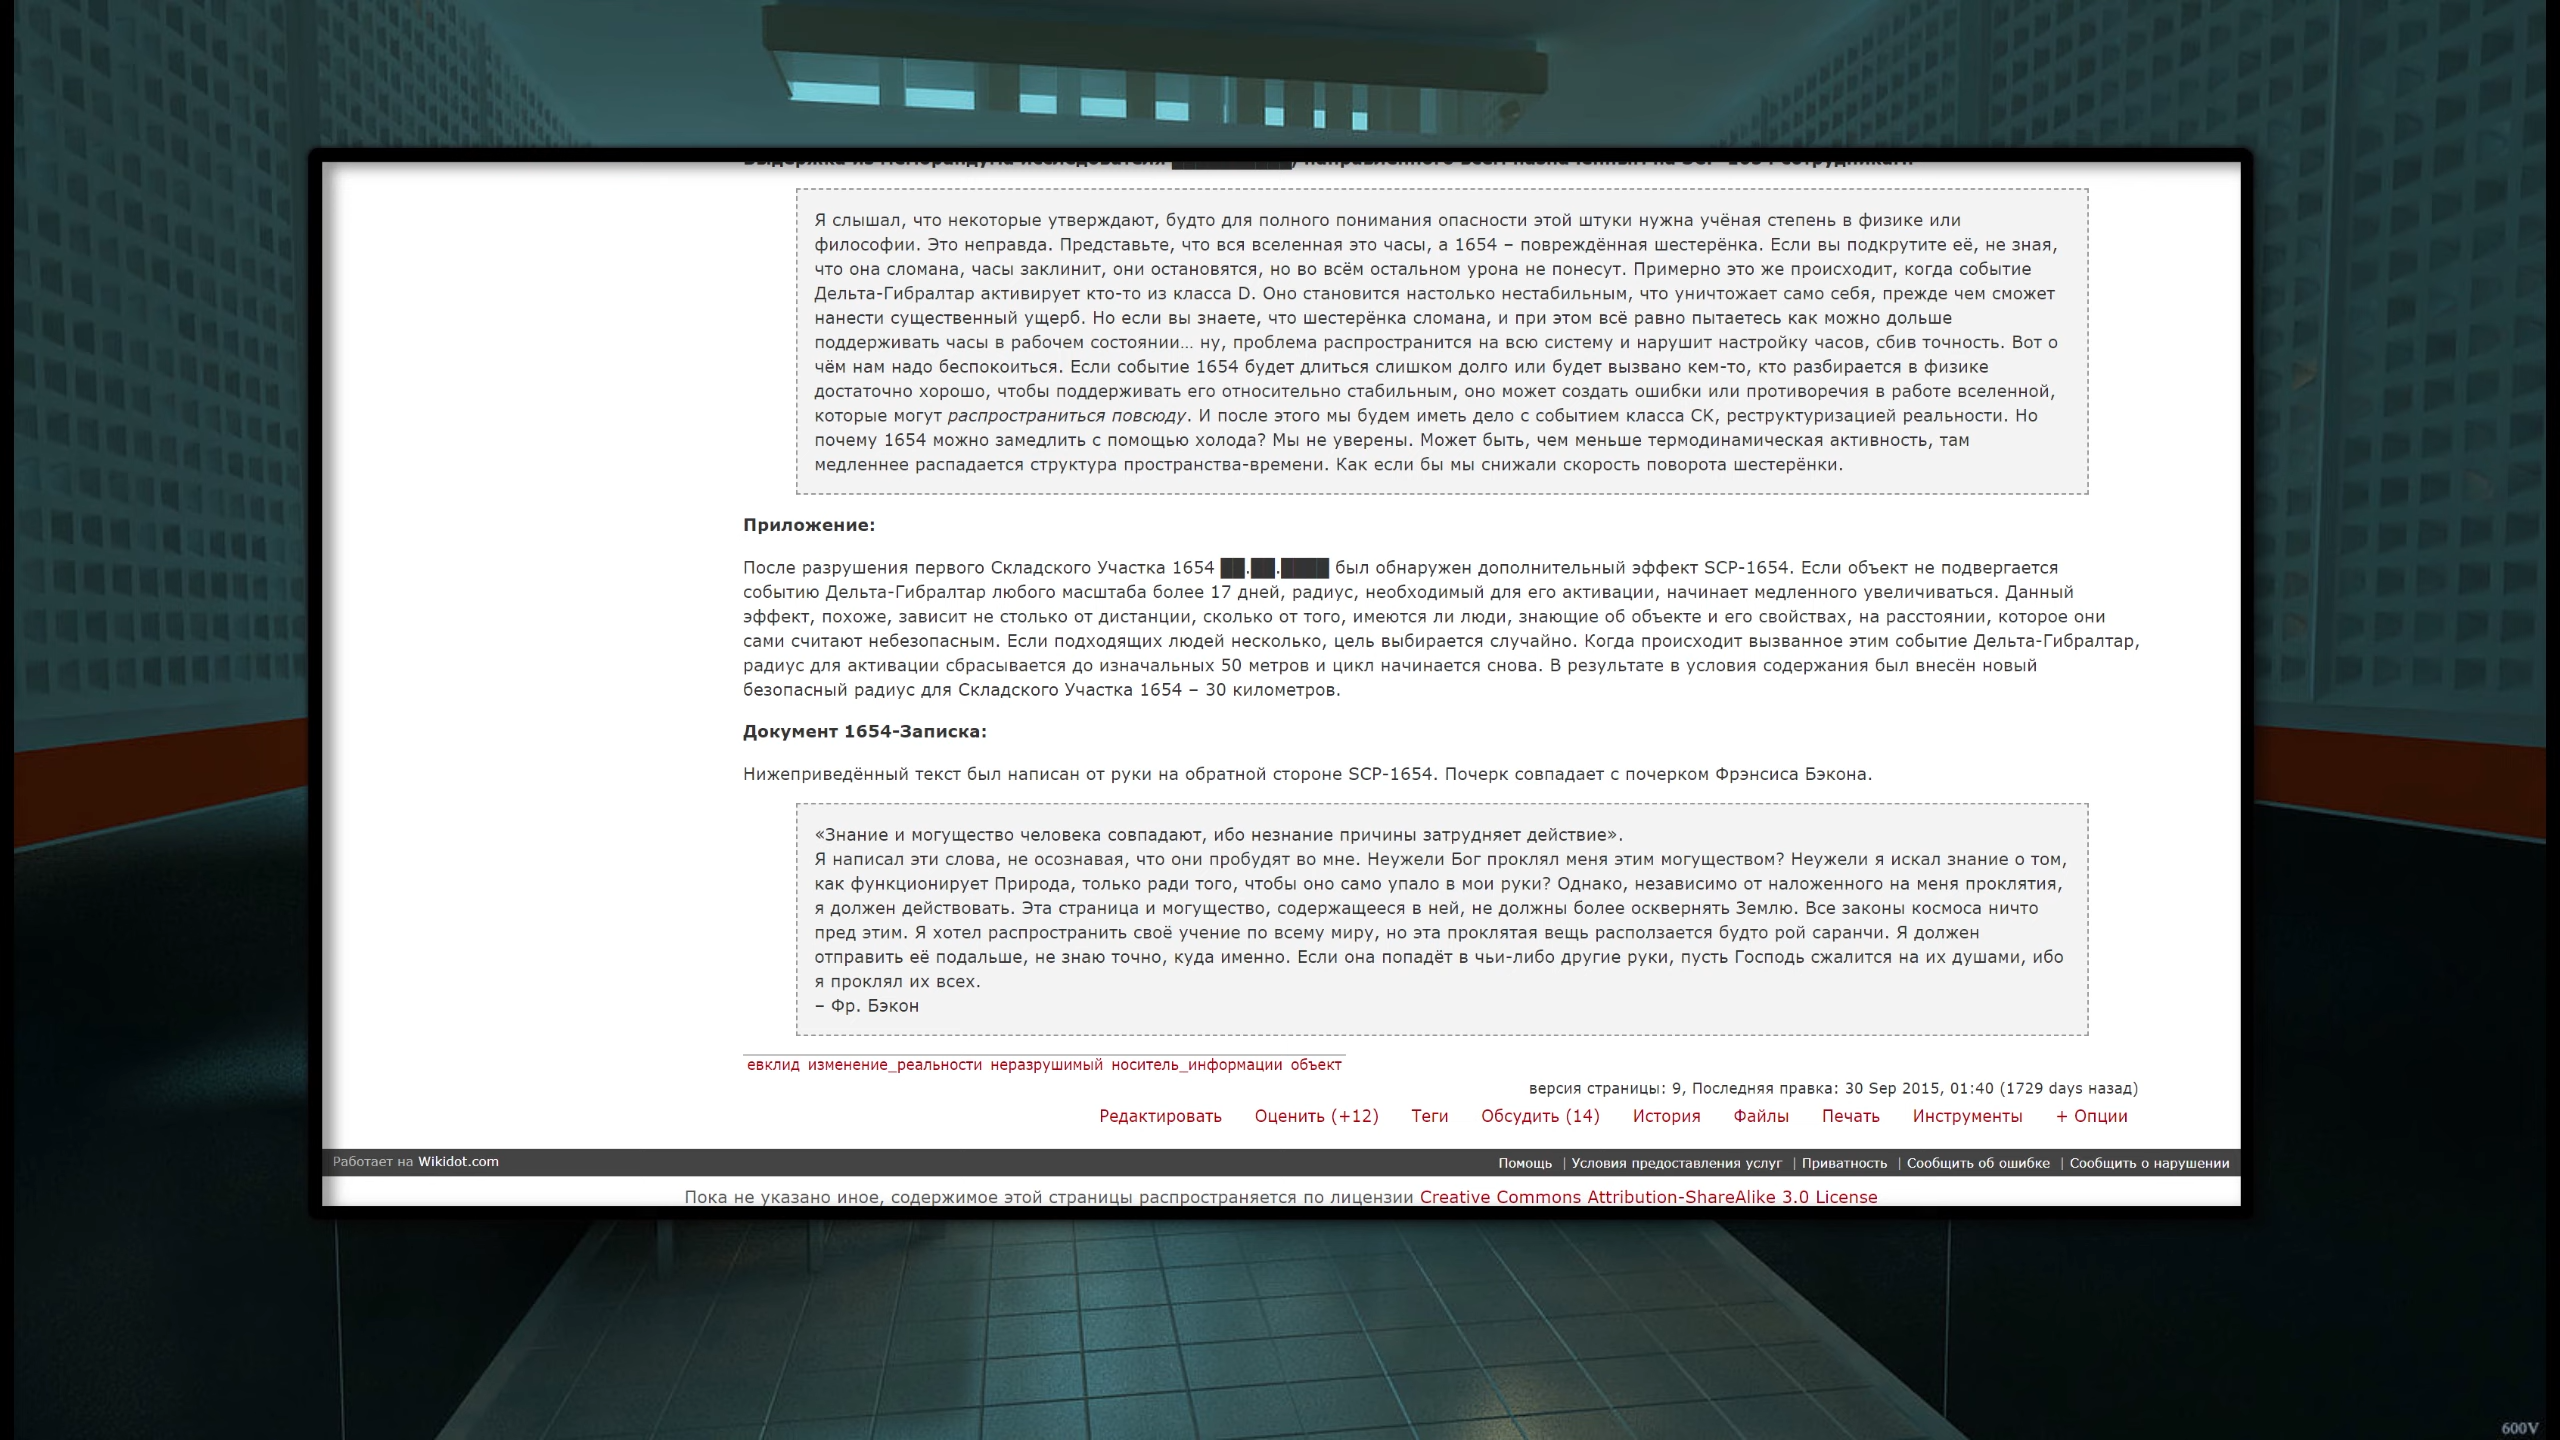 Выдержка из меморандума исследователя ██████████, направленного всем назначенным на SCP-1654 сотрудникам:
Я слышал, что некоторые утверждают, будто для полного понимания опасности этой штуки нужна учёная степень в физике или
философии. Это неправда. Представьте, что вся вселенная это часы, а 1654 – повреждённая шестерёнка. Если вы подкрутите её, не зная,
что она сломана, часы заклинит, они остановятся, но во всём остальном урона не понесут. Примерно это же происходит, когда событие
Дельта-Гибралтар активирует кто-то из класса D. Оно становится настолько нестабильным, что уничтожает само себя, прежде чем сможет
нанести существенный ущерб. Но если вы знаете, что шестерёнка сломана, и при этом всё равно пытаетесь как можно дольше
поддерживать часы в рабочем состоянии… ну, проблема распространится на всю систему и нарушит настройку часов, сбив точность. Вот о
чём нам надо беспокоиться. Если событие 1654 будет длиться слишком долго или будет вызвано кем-то, кто разбирается в физике
достаточно хорошо, чтобы поддерживать его относительно стабильным, оно может создать ошибки или противоречия в работе вселенной,
которые могут распространиться повсюду. И после этого мы будем иметь дело с событием класса СК, реструктуризацией реальности. Но
почему 1654 можно замедлить с помощью холода? Мы не уверены. Может быть, чем меньше термодинамическая активность, там
медленнее распадается структура пространства-времени. Как если бы мы снижали скорость поворота шестерёнки.
Приложение:
После разрушения первого Складского Участка 1654 ██.██.████ был обнаружен дополнительный эффект SCP-1654. Если объект не подвергается
событию Дельта-Гибралтар любого масштаба более 17 дней, радиус, необходимый для его активации, начинает медленного увеличиваться. Данный
эффект, похоже, зависит не столько от дистанции, сколько от того, имеются ли люди, знающие об объекте и его свойствах, на расстоянии, которое они
сами считают небезопасным. Если подходящих людей несколько, цель выбирается случайно. Когда происходит вызванное этим событие Дельта-Гибралтар,
радиус для активации сбрасывается до изначальных 50 метров и цикл начинается снова. В результате в условия содержания был внесён новый
безопасный радиус для Складского Участка 1654 – 30 километров.
Документ 1654-Записка:
Нижеприведённый текст был написан от руки на обратной стороне SCP-1654. Почерк совпадает с почерком Фрэнсиса Бэкона.
«Знание и могущество человека совпадают, ибо незнание причины затрудняет действие».
Я написал эти слова, не осознавая, что они пробудят во мне. Неужели Бог проклял меня этим могуществом? Неужели я искал знание о том,
как функционирует Природа, только ради того, чтобы оно само упало в мои руки? Однако, независимо от наложенного на меня проклятия,
я должен действовать. Эта страница и могущество, содержащееся в ней, не должны более осквернять Землю. Все законы космоса ничто
пред этим. Я хотел распространить своё учение по всему миру, но эта проклятая вещь расползается будто рой саранчи. Я должен
отправить её подальше, не знаю точно, куда именно. Если она попадёт в чьи-либо другие руки, пусть Господь сжалится на их душами, ибо
я проклял их всех.
– Фр. Бэкон
евклид изменение_реальности неразрушимый носитель_информации объект
версия страницы: 9, Последняя правка: 30 Sep 2015, 01:40 (1729 days назад)
Редактировать Оценить (+12) Теги Обсудить (14) История Файлы Печать Инструменты + Опции
Работает на Wikidot.com
Помощь | Условия предоставления услуг | Приватность | Сообщить об ошибке | Сообщить о нарушении
Пока не указано иное, содержимое этой страницы распространяется по лицензии Creative Commons Attribution-ShareAlike 3.0 License
600V